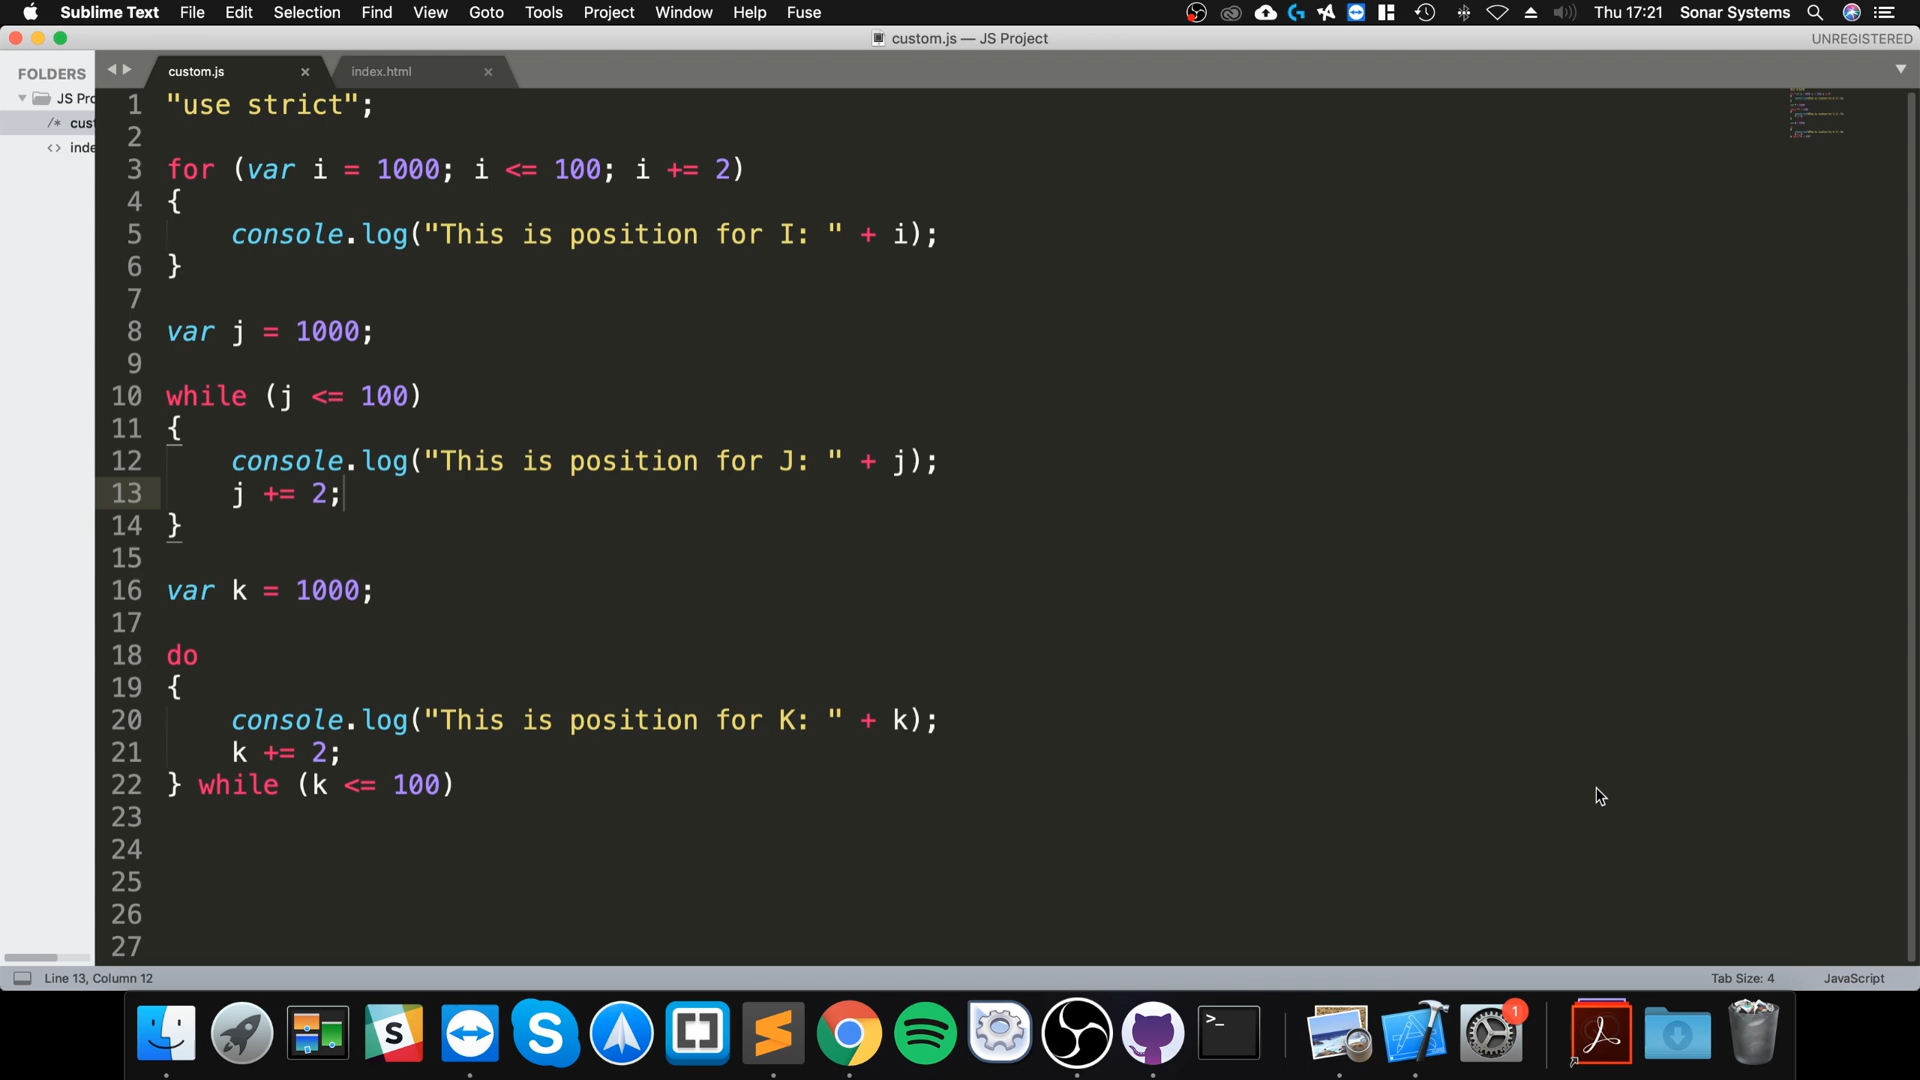 Sublime Text File Edit Selection Find View Goto Tools Project Window Help Fuse Thu 17:21 Sonar Systems
custom.js — JS Project UNREGISTERED
FOLDERS custom.js index.html
JS Pro
/* cust
<> inde
1 "use strict";
2
3 for (var i = 1000; i <= 100; i += 2)
4 {
5 console.log("This is position for I: " + i);
6 }
7
8 var j = 1000;
9
10 while (j <= 100)
11 {
12 console.log("This is position for J: " + j);
13 j += 2;
14 }
15
16 var k = 1000;
17
18 do
19 {
20 console.log("This is position for K: " + k);
21 k += 2;
22 } while (k <= 100)
23
24
25
26
27
Line 13, Column 12 Tab Size: 4 JavaScript
1